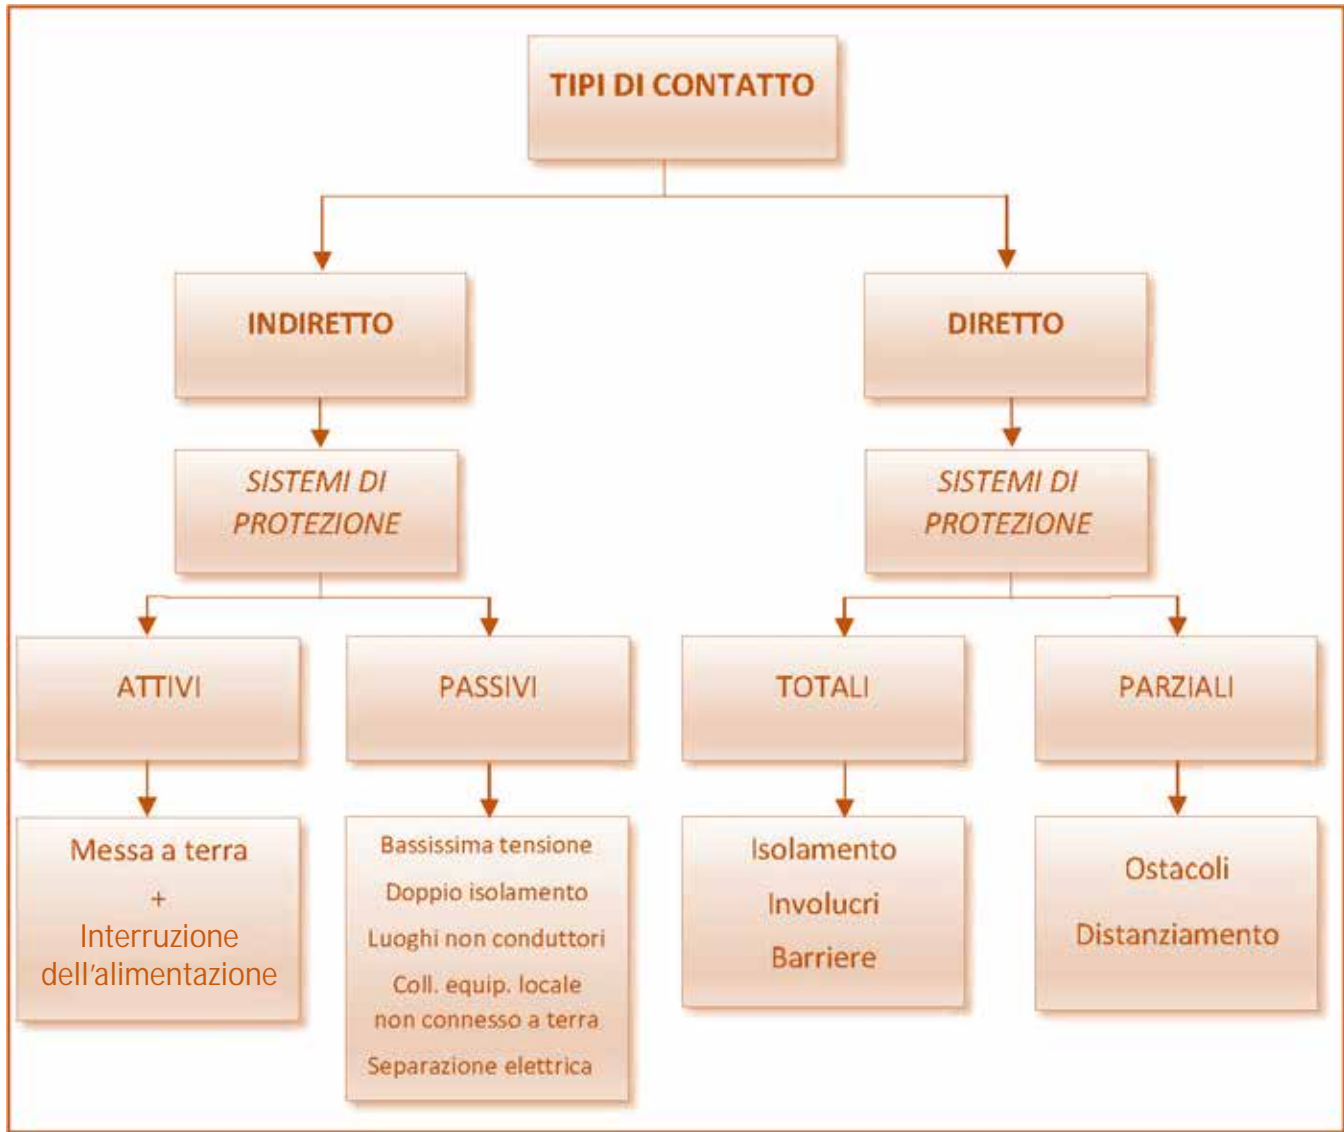 TIPI DI CONTATTO
INDIRETTO
DIRETTO
SISTEMI DI
PROTEZIONE
SISTEMI DI
PROTEZIONE
ATTIVI
PASSIVI
TOTALI
PARZIALI
Messa a terra
+
Interruzione
dell'alimentazione
Bassissima tensione
Doppio isolamento
Luoghi non conduttori
Coll. equip. locale
non connesso a terra
Separazione elettrica
Isolamento
Involucri
Barriere
Ostacoli
Distanziamento